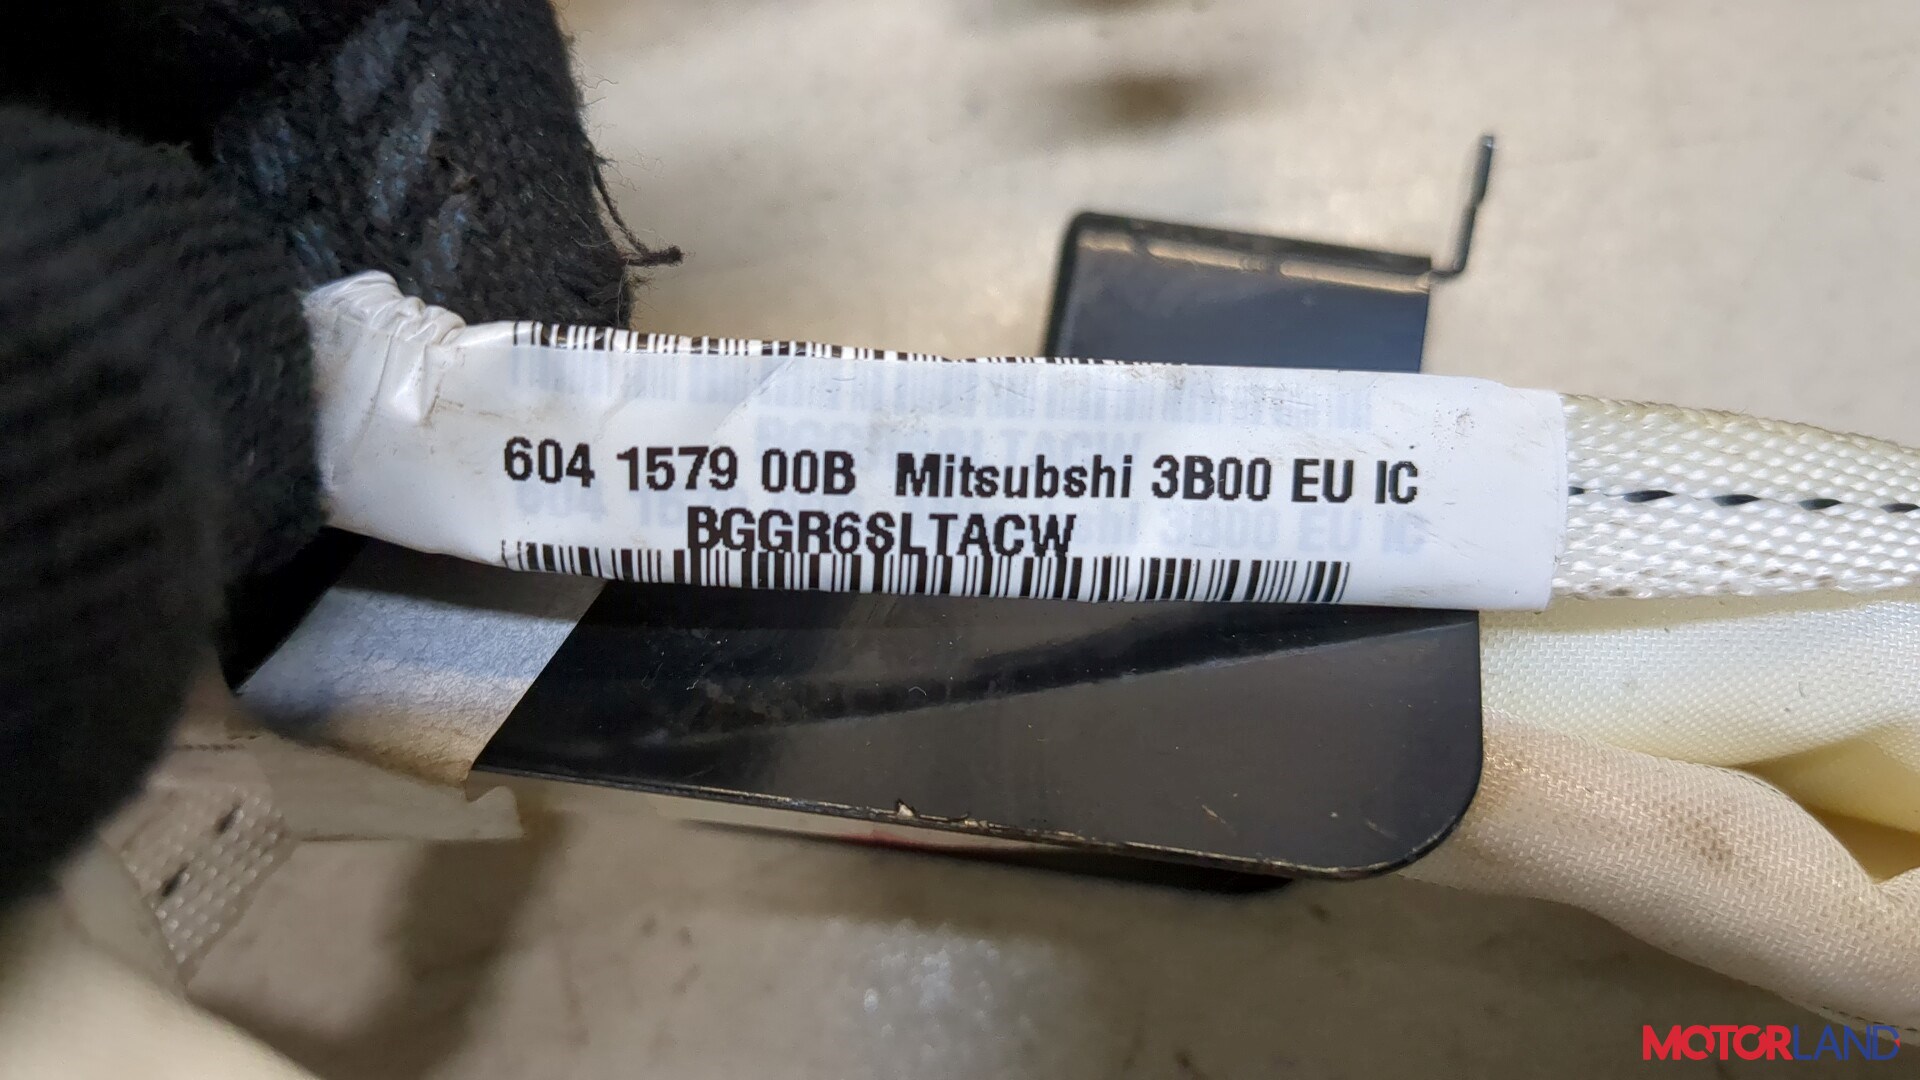 604 1579 00B Mitsubshi 3B00 EU IC
BGGR6SLTACW
MOTORLAND